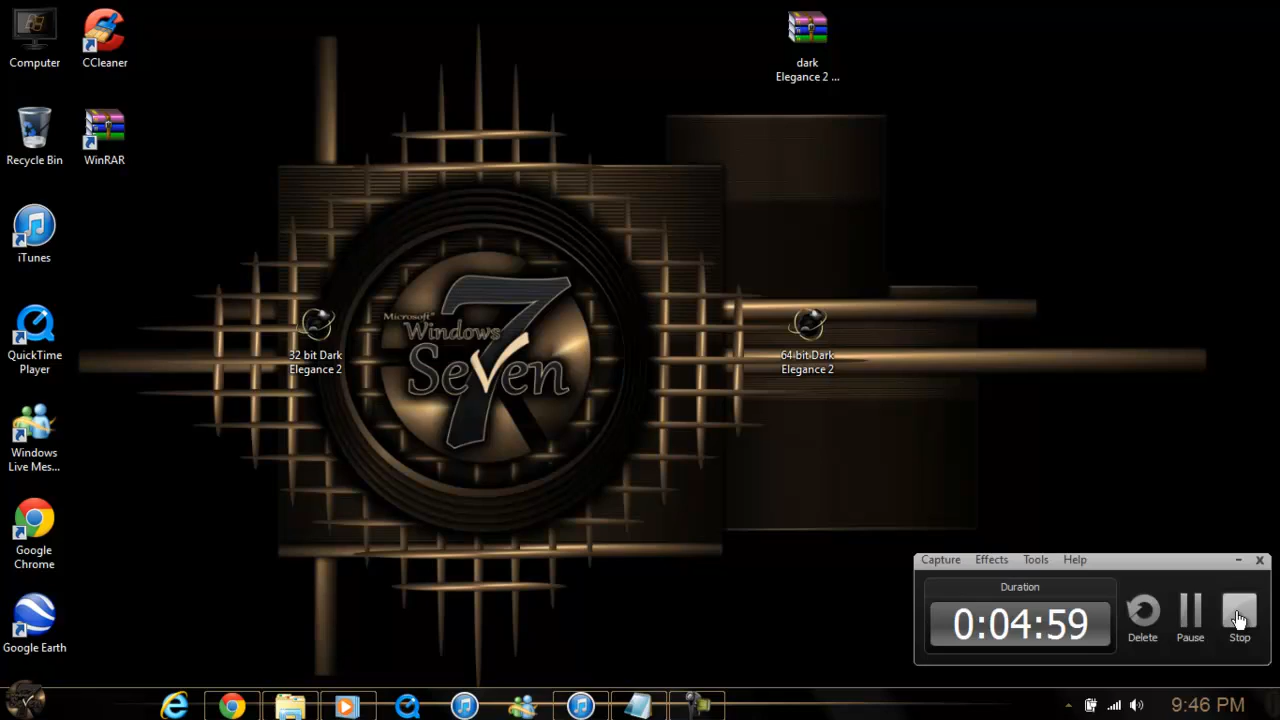 Computer
CCleaner
dark
Elegance 2 ...
Recycle Bin
WinRAR
iTunes
Microsoft®
Windows
7
Seven
QuickTime
Player
32 bit Dark
Elegance 2
64-bit-Dark
Elegance 2
Windows
Live Mes...
Google
Chrome
Google Earth
Capture Effects Tools Help
Duration
0:04:59
Delete Pause Stop
9:46 PM